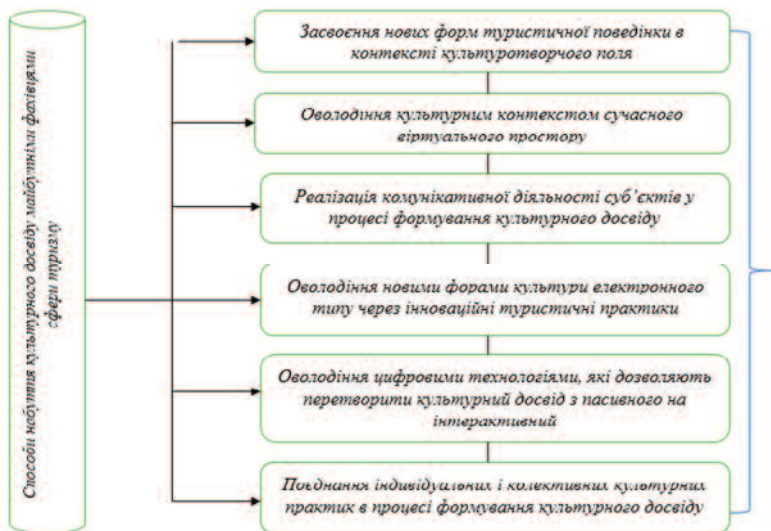 Способи набуття культурного досвіду майбутніми фахівцями
сфери туризму
Засвоєння нових форм туристичної поведінки в
контексті культуротворчого поля
Оволодіння культурним контекстом сучасного
віртуального простору
Реалізація комунікативної діяльності суб’єктів у
процесі формування культурного досвіду
Оволодіння новими форами культури електронного
типу через інноваційні туристичні практики
Оволодіння цифровими технологіями, які дозволяють
перетворити культурний досвід з пасивного на
інтерактивний
Поєднання індивідуальних і колективних культурних
практик в процесі формування культурного досвіду